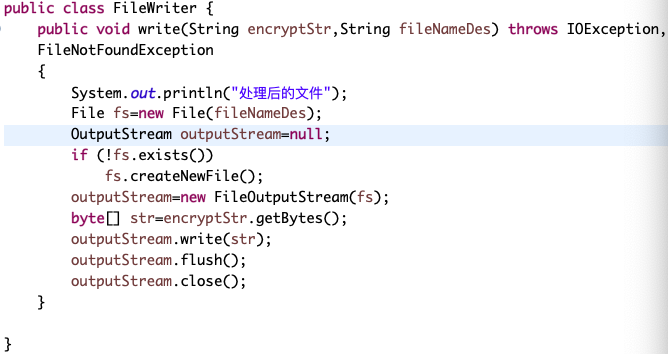 public class FileWriter {
    public void write(String encryptStr,String fileNameDes) throws IOException,
    FileNotFoundException
    {
        System.out.println("处理后的文件");
        File fs=new File(fileNameDes);
        OutputStream outputStream=null;
        if (!fs.exists())
            fs.createNewFile();
        outputStream=new FileOutputStream(fs);
        byte[] str=encryptStr.getBytes();
        outputStream.write(str);
        outputStream.flush();
        outputStream.close();
    }
}